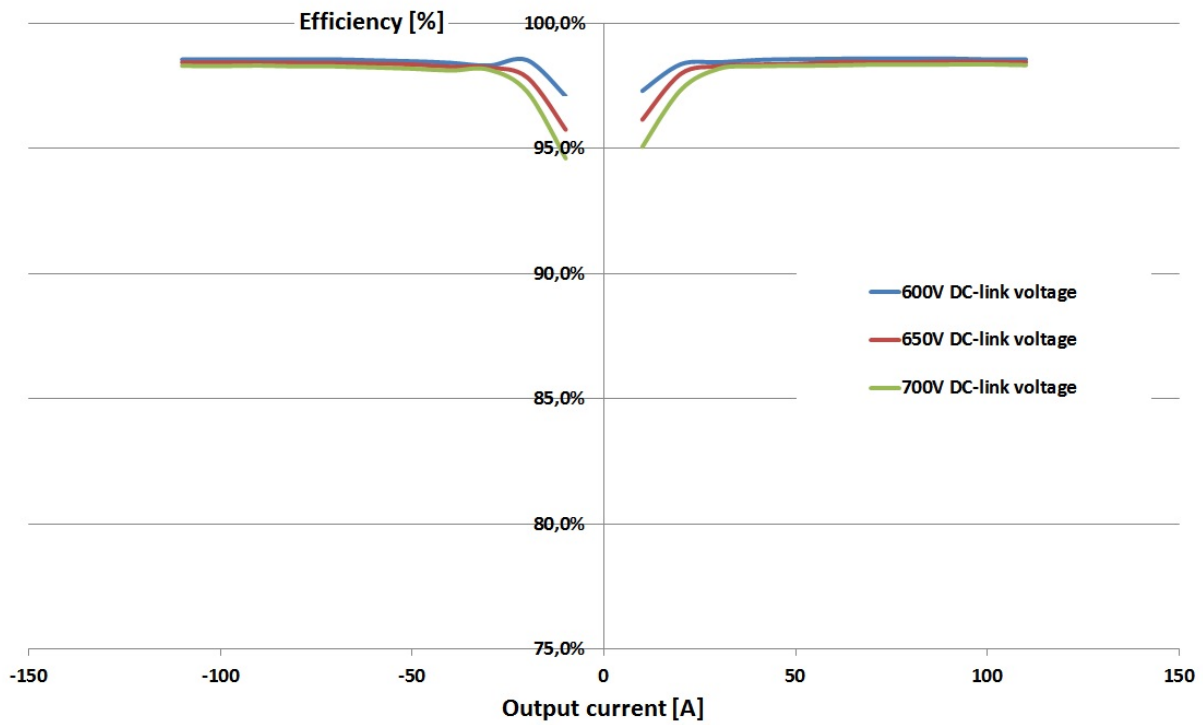 Efficiency [%]
100,0%
95,0%
90,0%
85,0%
80,0%
75,0%
600V DC-link voltage
650V DC-link voltage
700V DC-link voltage
-150 -100 -50 0 50 100 150
Output current [A]